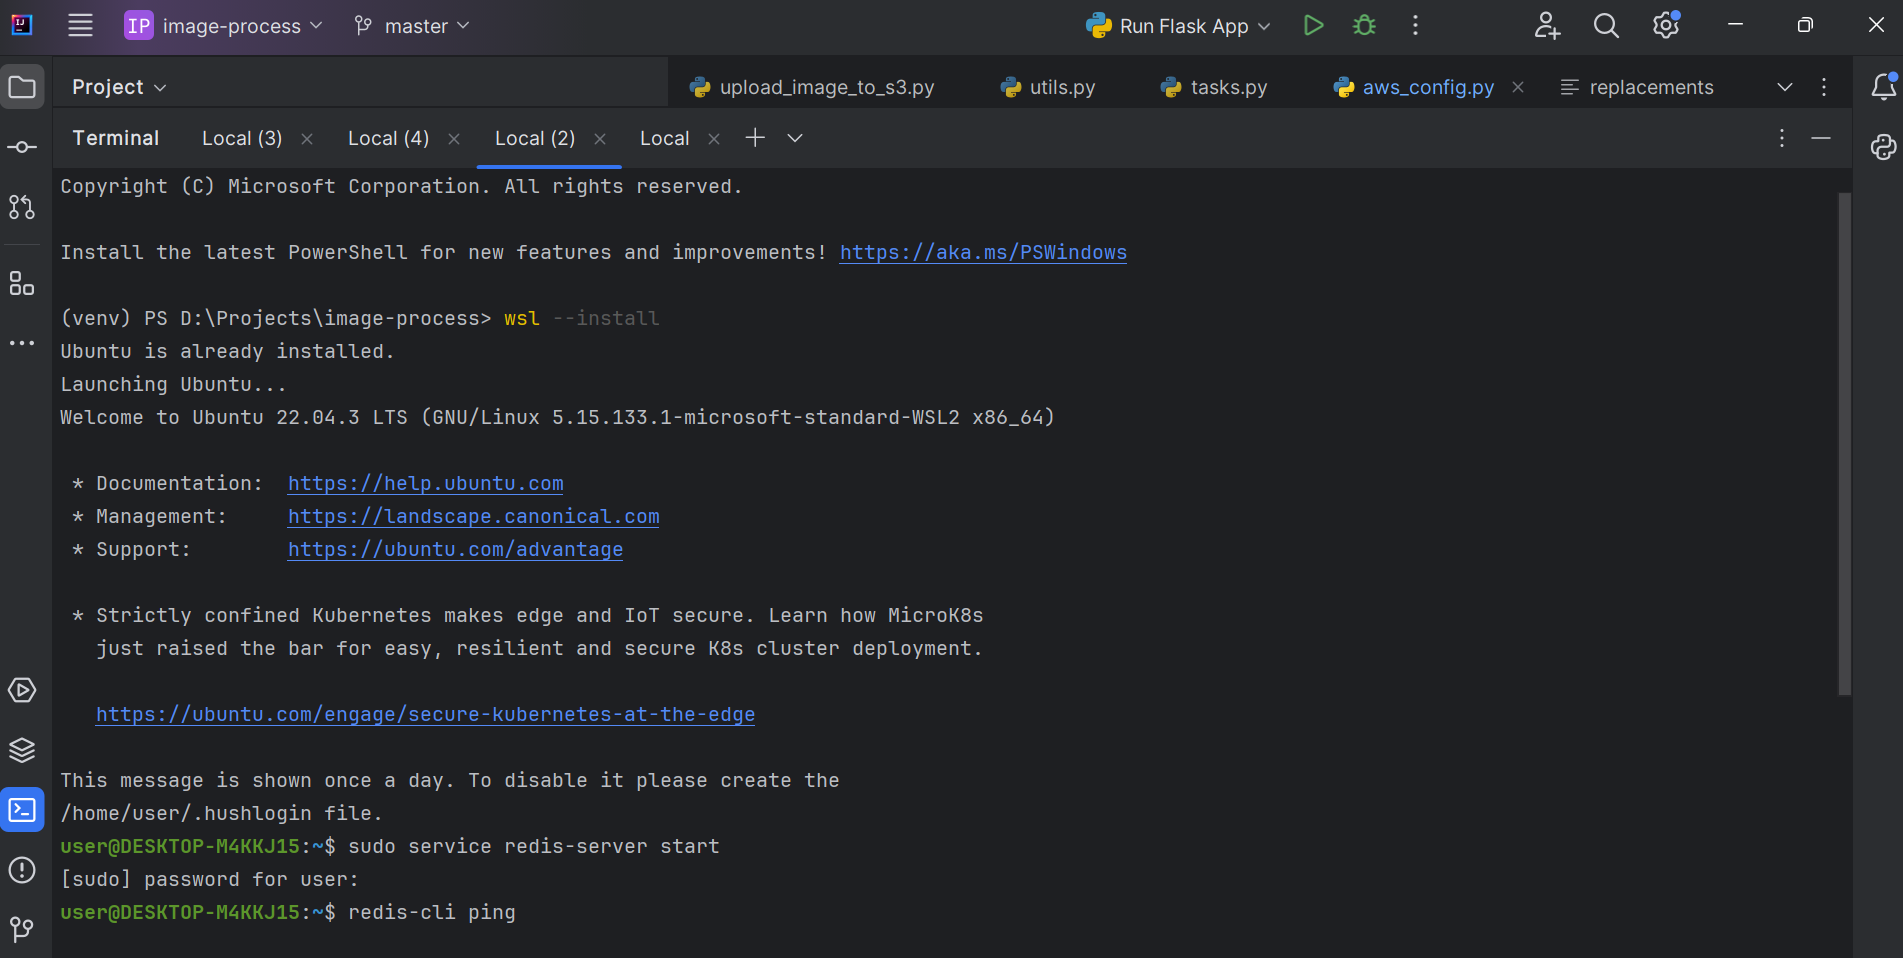 IP image-process master Run Flask App
Project upload_image_to_s3.py utils.py tasks.py aws_config.py replacements
Terminal Local (3) Local (4) Local (2) Local
Copyright (C) Microsoft Corporation. All rights reserved.
Install the latest PowerShell for new features and improvements! https://aka.ms/PSWindows
(venv) PS D:\Projects\image-process> wsl --install
Ubuntu is already installed.
Launching Ubuntu...
Welcome to Ubuntu 22.04.3 LTS (GNU/Linux 5.15.133.1-microsoft-standard-WSL2 x86_64)
* Documentation: https://help.ubuntu.com
* Management: https://landscape.canonical.com
* Support: https://ubuntu.com/advantage
* Strictly confined Kubernetes makes edge and IoT secure. Learn how MicroK8s
just raised the bar for easy, resilient and secure K8s cluster deployment.
https://ubuntu.com/engage/secure-kubernetes-at-the-edge
This message is shown once a day. To disable it please create the
/home/user/.hushlogin file.
user@DESKTOP-M4KKJ15:~$ sudo service redis-server start
[sudo] password for user:
user@DESKTOP-M4KKJ15:~$ redis-cli ping